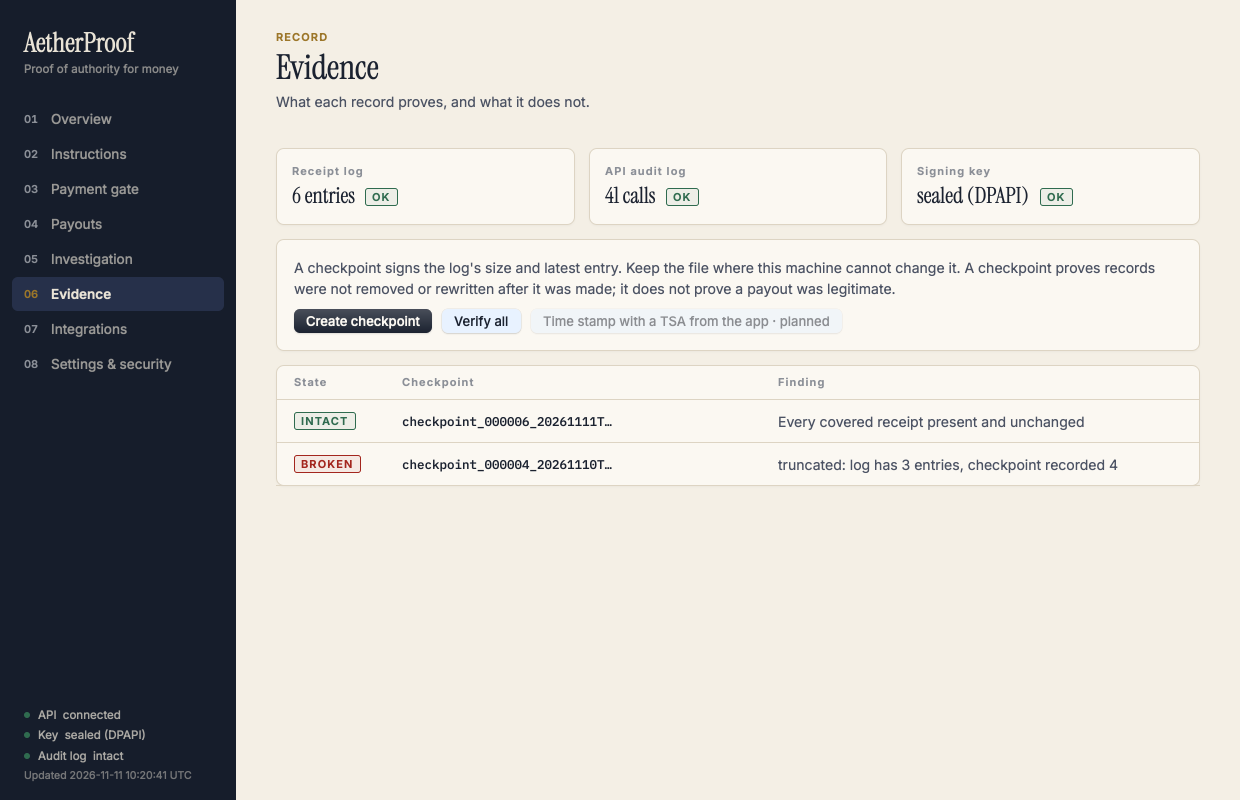 AetherProof
Proof of authority for money
01 Overview
02 Instructions
03 Payment gate
04 Payouts
05 Investigation
06 Evidence
07 Integrations
08 Settings & security
API connected
Key sealed (DPAPI)
Audit log intact
Updated 2026-11-11 10:20:41 UTC
RECORD
Evidence
What each record proves, and what it does not.
Receipt log
6 entries OK
API audit log
41 calls OK
Signing key
sealed (DPAPI) OK
A checkpoint signs the log's size and latest entry. Keep the file where this machine cannot change it. A checkpoint proves records
were not removed or rewritten after it was made; it does not prove a payout was legitimate.
Create checkpoint Verify all Time stamp with a TSA from the app · planned
State Checkpoint Finding
INTACT checkpoint_000006_20261111T… Every covered receipt present and unchanged
BROKEN checkpoint_000004_20261110T… truncated: log has 3 entries, checkpoint recorded 4